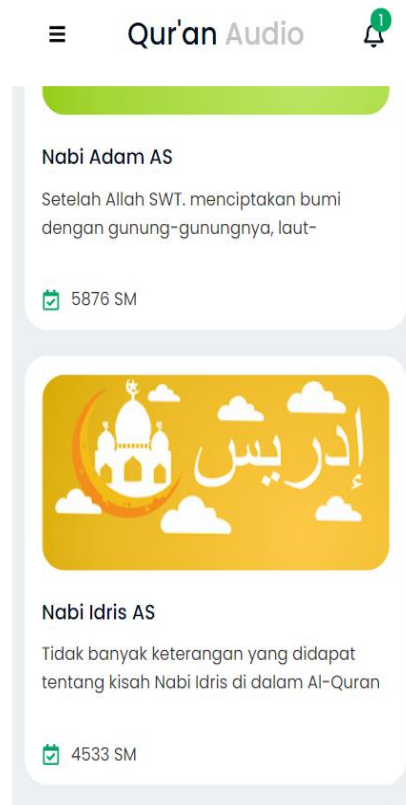 Qur'an Audio
1
Nabi Adam AS
Setelah Allah SWT. menciptakan bumi
dengan gunung-gunungnya, laut-
5876 SM
إدريس
Nabi Idris AS
Tidak banyak keterangan yang didapat
tentang kisah Nabi Idris di dalam Al-Quran
4533 SM